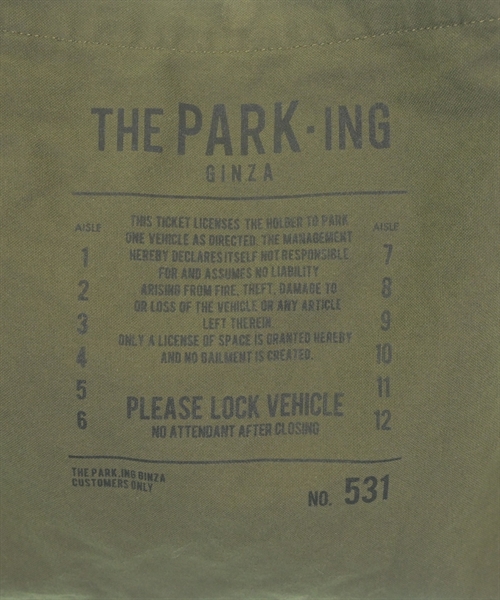 THE PARK·ING
GINZA
AISLE
1
2
3
4
5
6
THIS TICKET LICENSES THE HOLDER TO PARK
ONE VEHICLE AS DIRECTED. THE MANAGEMENT
HEREBY DECLARES ITSELF NOT RESPONSIBLE
FOR AND ASSUMES NO LIABILITY
ARISING FROM FIRE, THEFT, DAMAGE TO
OR LOSS OF THE VEHICLE OR ANY ARTICLE
LEFT THEREIN.
ONLY A LICENSE OF SPACE IS GRANTED HEREBY
AND NO BAILMENT IS CREATED.
PLEASE LOCK VEHICLE
NO ATTENDANT AFTER CLOSING
AISLE
7
8
9
10
11
12
THE PARK.ING GINZA
CUSTOMERS ONLY
NO. 531